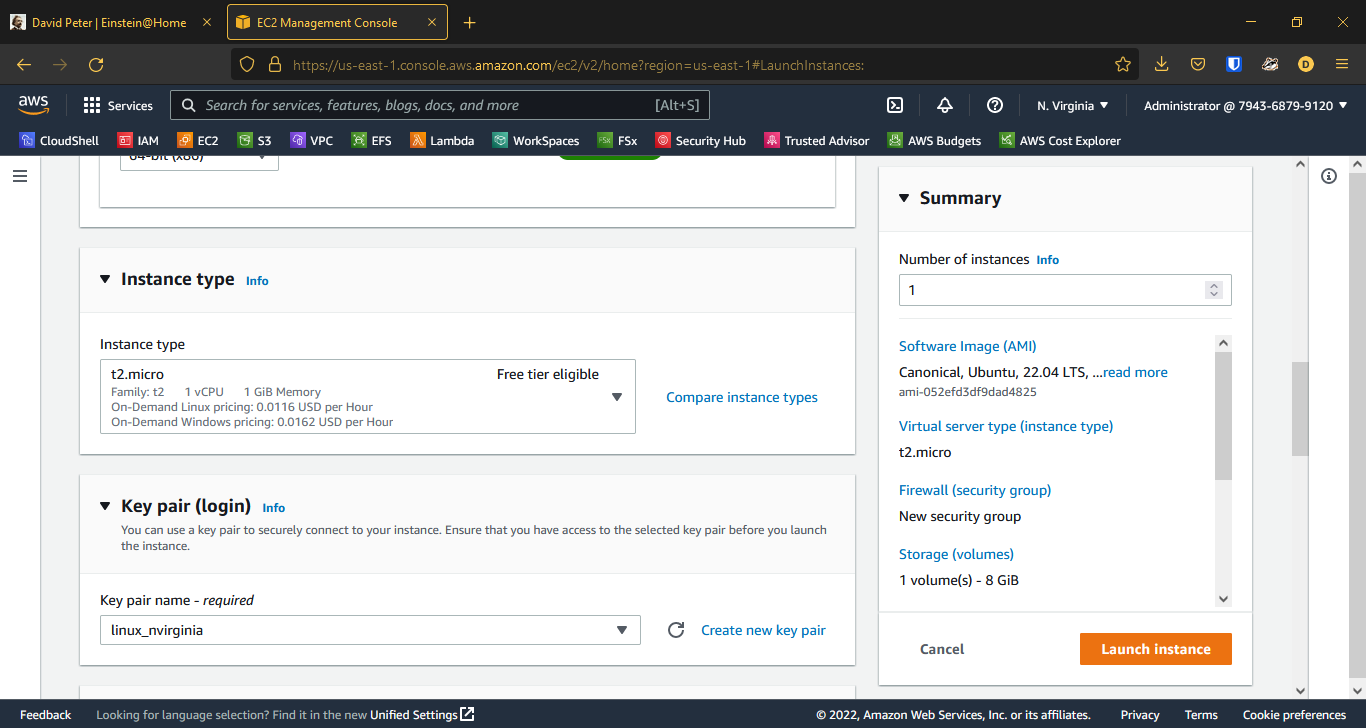 David Peter | Einstein@Home
EC2 Management Console
https://us-east-1.console.aws.amazon.com/ec2/v2/home?region=us-east-1#LaunchInstances:
D
aws
Services
Search for services, features, blogs, docs, and more
[Alt+S]
N. Virginia
Administrator @ 7943-6879-9120
CloudShell
IAM
EC2
S3
VPC
EFS
Lambda
WorkSpaces
FSx
Security Hub
Trusted Advisor
AWS Budgets
AWS Cost Explorer
64-bit (x86)
Instance type Info
Instance type
t2.micro
Free tier eligible
Family: t2 1 vCPU 1 GiB Memory
On-Demand Linux pricing: 0.0116 USD per Hour
On-Demand Windows pricing: 0.0162 USD per Hour
Compare instance types
Key pair (login) Info
You can use a key pair to securely connect to your instance. Ensure that you have access to the selected key pair before you launch
the instance.
Key pair name - required
linux_nvirginia
Create new key pair
Summary
Number of instances Info
1
Software Image (AMI)
Canonical, Ubuntu, 22.04 LTS, ...read more
ami-052efd3df9dad4825
Virtual server type (instance type)
t2.micro
Firewall (security group)
New security group
Storage (volumes)
1 volume(s) - 8 GiB
Cancel
Launch instance
Feedback
Looking for language selection? Find it in the new Unified Settings
© 2022, Amazon Web Services, Inc. or its affiliates.
Privacy
Terms
Cookie preferences